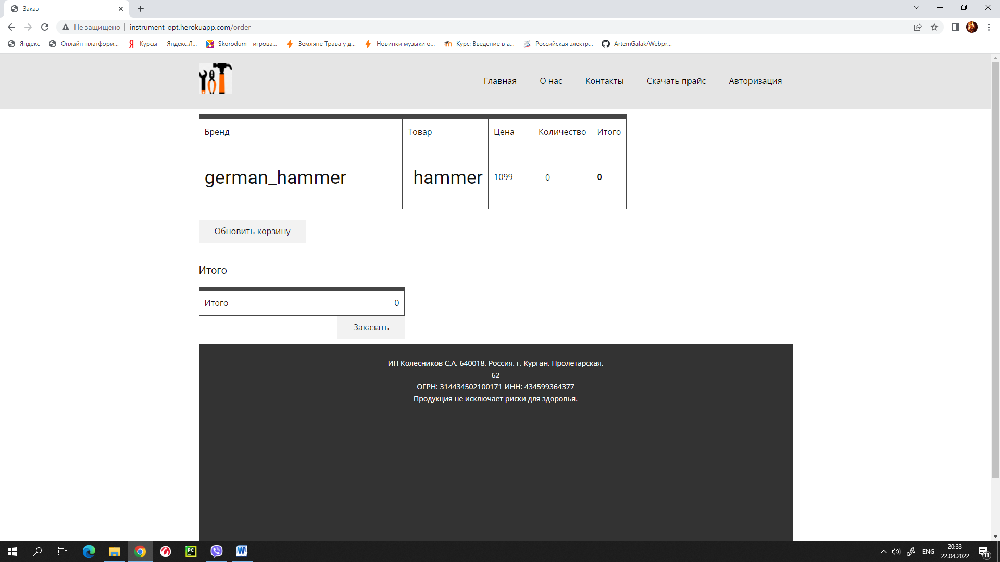 Заказ
Не защищено
instrument-opt.herokuapp.com/order
Яндекс
Онлайн-платформ...
Курсы — Яндекс.Л...
Skorodum - игрова...
Земляне Трава у д...
Новинки музыки о...
Курс: Введение в а...
Российская электр...
ArtemGalak/Webpr...
Главная
О нас
Контакты
Скачать прайс
Авторизация
Бренд
Товар
Цена
Количество
Итого
german_hammer
hammer
1099
0
0
Обновить корзину
Итого
Итого
0
Заказать
ИП Колесников С.А. 640018, Россия, г. Курган, Пролетарская,
62
ОГРН: 314434502100171 ИНН: 434599364377
Продукция не исключает риски для здоровья.
PC
W
ENG
20:33
22.04.2022
11